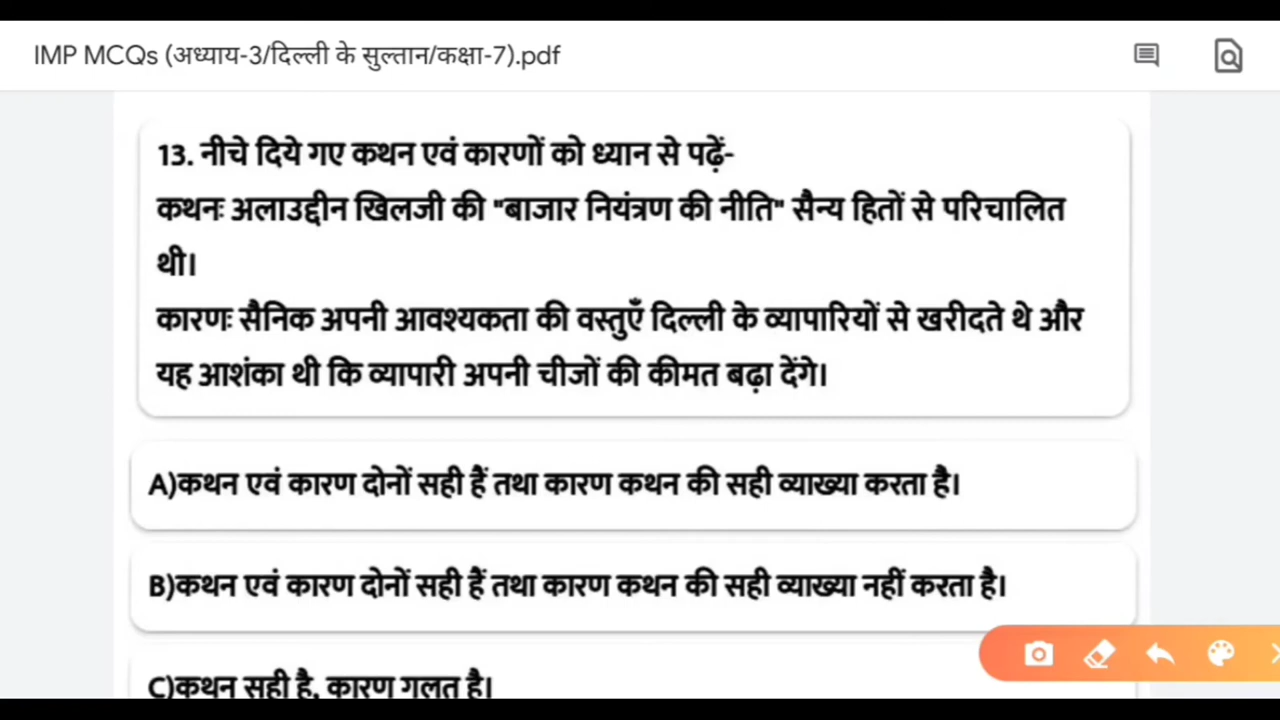 IMP MCQs (अध्याय-3/दिल्ली के सुल्तान/कक्षा-7).pdf
13. नीचे दिये गए कथन एवं कारणों को ध्यान से पढ़ें-
कथनः अलाउद्दीन खिलजी की "बाजार नियंत्रण की नीति" सैन्य हितों से परिचालित
थी।
कारणः सैनिक अपनी आवश्यकता की वस्तुएँ दिल्ली के व्यापारियों से खरीदते थे और
यह आशंका थी कि व्यापारी अपनी चीजों की कीमत बढ़ा देंगे।
A)कथन एवं कारण दोनों सही हैं तथा कारण कथन की सही व्याख्या करता है।
B)कथन एवं कारण दोनों सही हैं तथा कारण कथन की सही व्याख्या नहीं करता है।
C)कथन सही है, कारण गलत है।